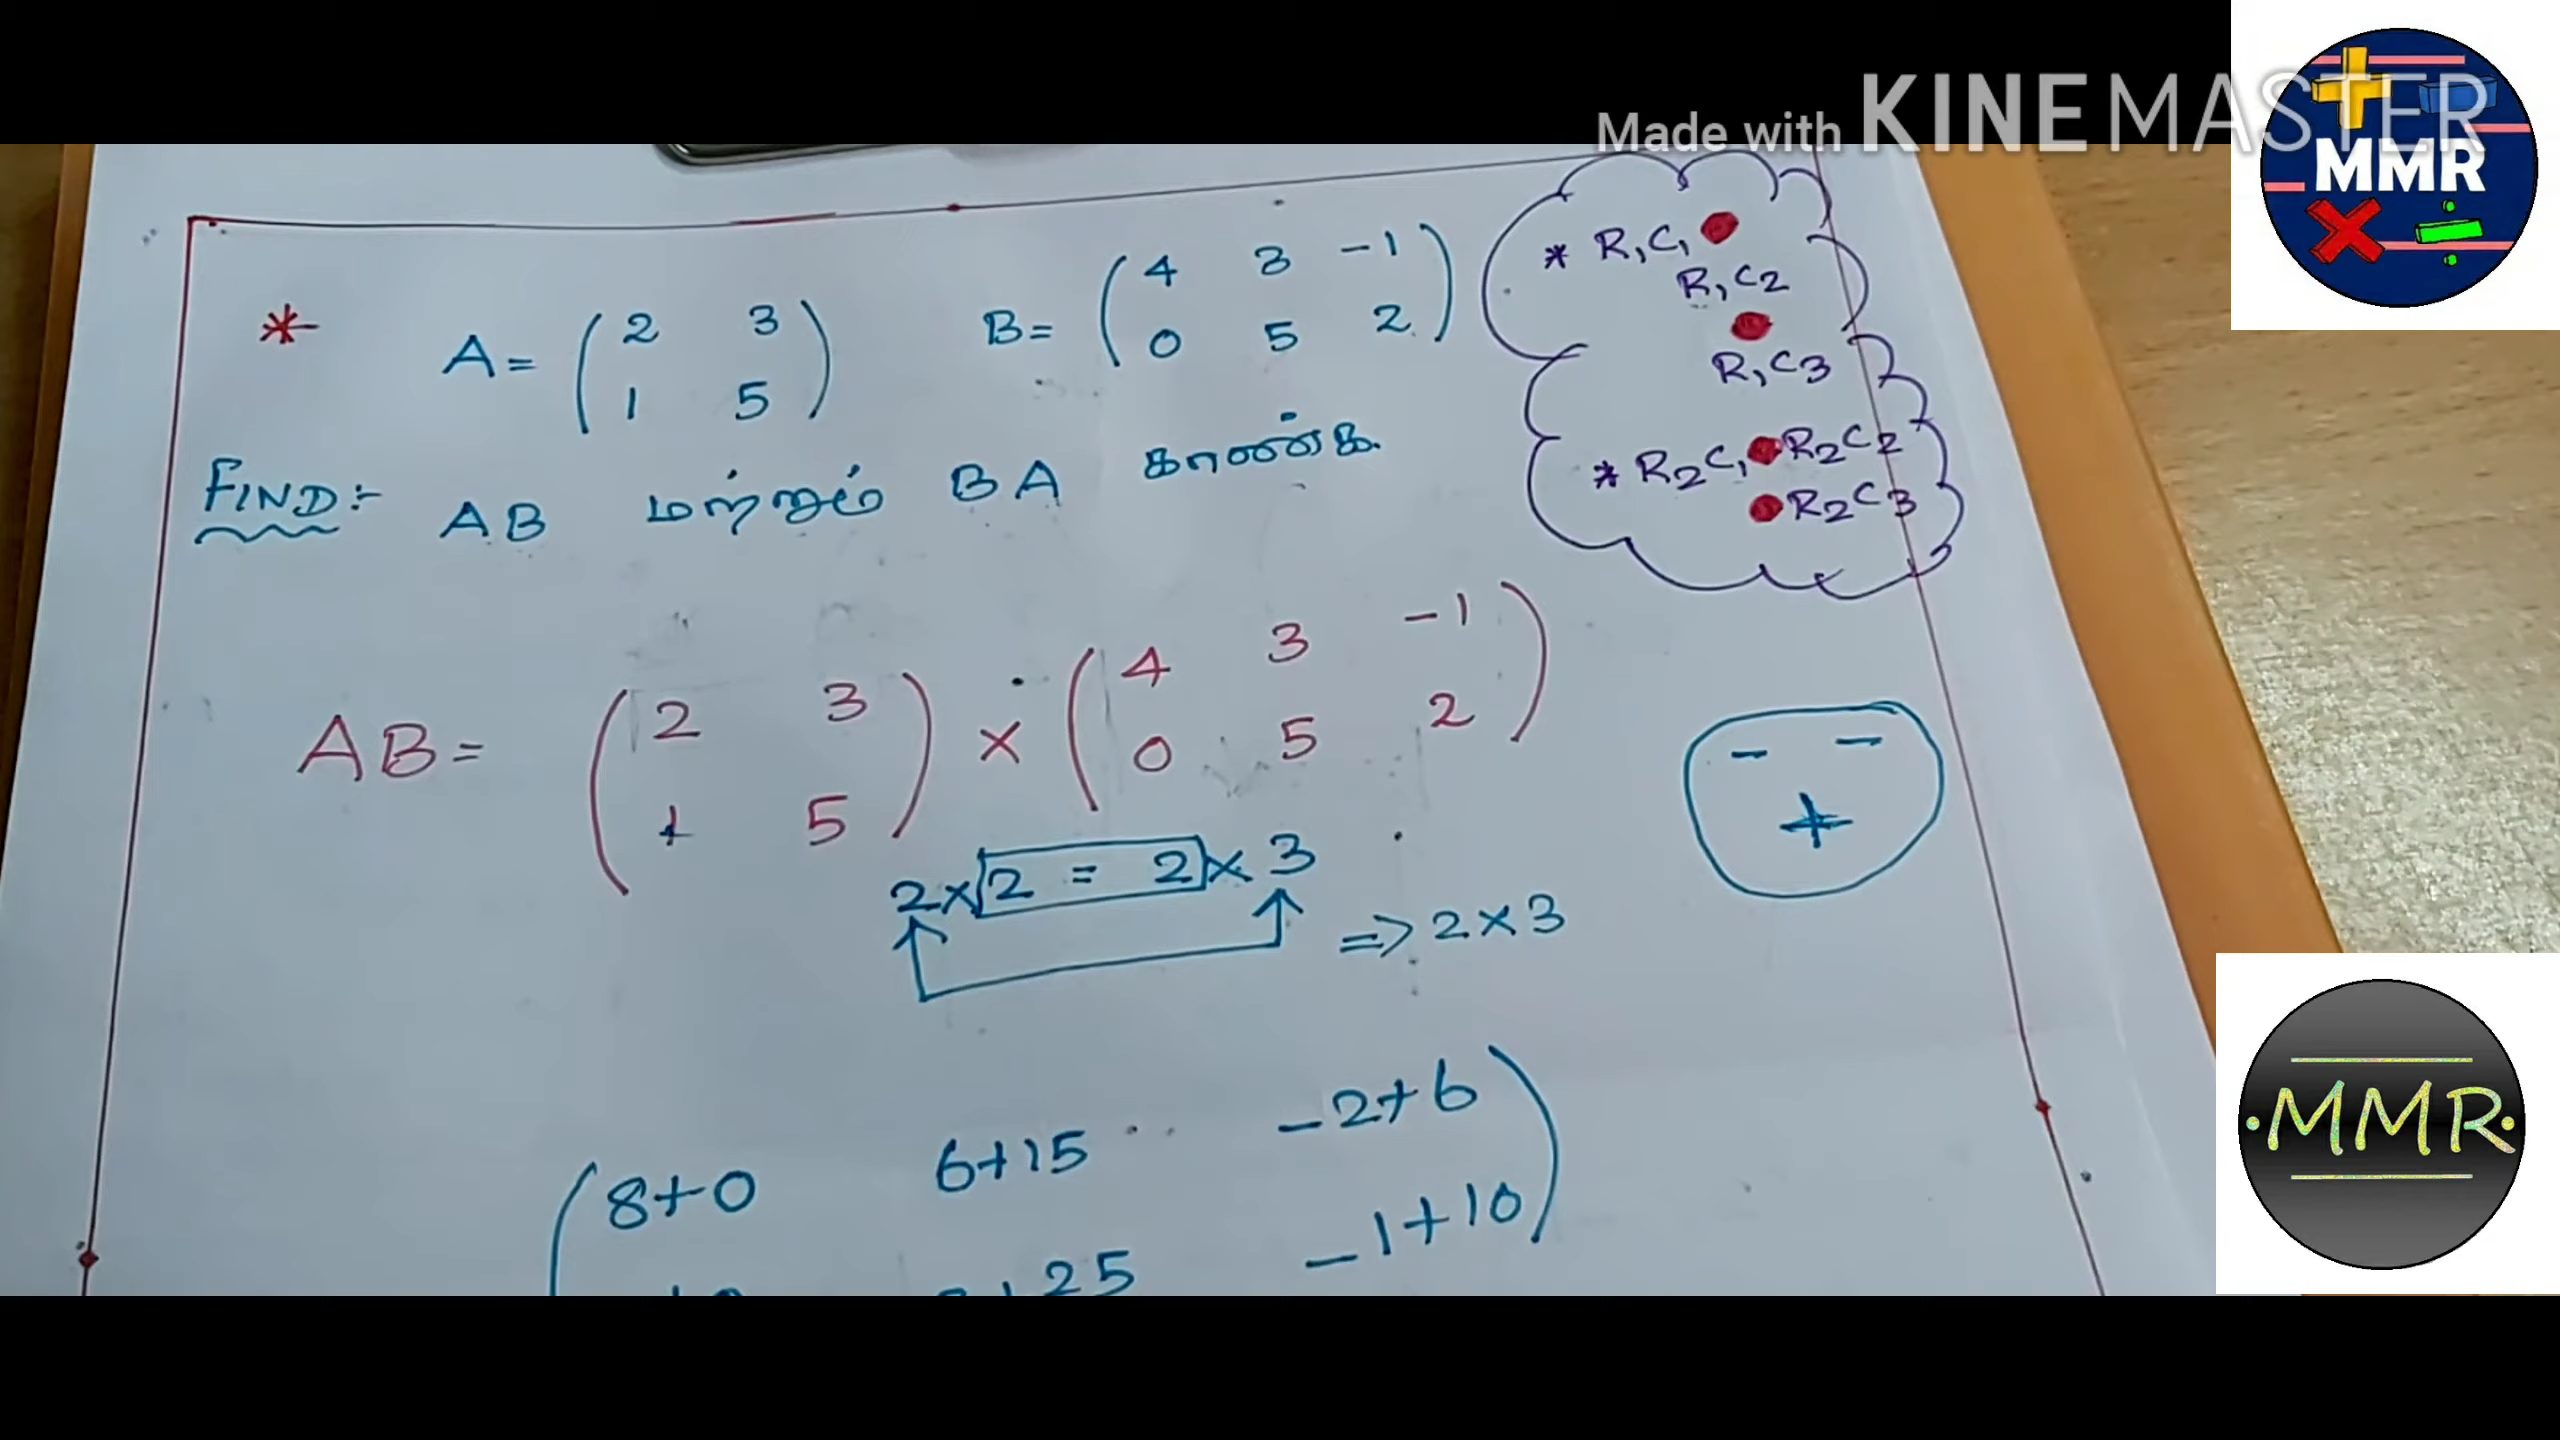 Made with KINEMASTER
MMR
* A = ( 2 3 B = ( 4 3 -1
1 5 ) 0 5 2 )
FIND:- AB மற்றும் BA காண்க.
* R1C1
R1C2
R1C3
* R2C1 R2C2
R2C3
AB = ( 2 3 × ( 4 3 -1
1 5 ) 0 5 2 )
2×2 = 2×3
=> 2×3
- -
+
( 8+0 6+15 -2+6
25 -1+10 )
MMR